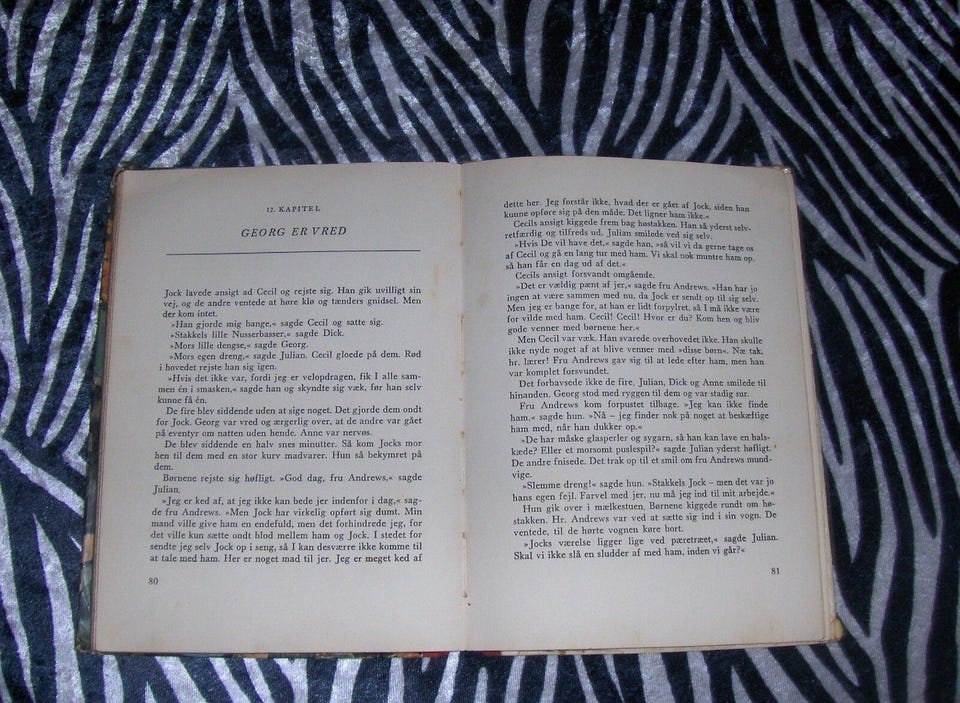 12. KAPITEL
GEORG ER VRED
Jock lavede ansigt ad Cecil og rejste sig. Han gik uvilligt sin
vej, og de andre ventede at høre klø og tænders gnidsel. Men
der kom intet.
»Han gjorde mig bange,« sagde Cecil og satte sig.
»Stakkels lille Nusserbasser,« sagde Dick.
»Mors lille dengse,« sagde Georg.
»Mors egen dreng,« sagde Julian. Cecil gloede på dem. Rød
i hovedet rejste han sig igen.
»Hvis det ikke var, fordi jeg er velopdragen, fik I alle sam-
men én i smasken,« sagde han og skyndte sig væk, før han selv
kunne få én.
De fire blev siddende uden at sige noget. Det gjorde dem ondt
for Jock. Georg var vred og ærgerlig over, at de andre var gået
på eventyr om natten uden hende. Anne var nervøs.
De blev siddende en halv snes minutter. Så kom Jocks mor
hen til dem med en stor kurv madvarer. Hun så bekymret på
dem.
Børnene rejste sig høfligt. »God dag, fru Andrews,« sagde
Julian.
»Jeg er ked af, at jeg ikke kan bede jer indenfor i dag,« sag-
de fru Andrews. »Men Jock har virkelig opført sig dumt. Min
mand ville give ham en endefuld, men det forhindrede jeg, for
det ville kun sætte ondt blod mellem ham og Jock. I stedet for
sendte jeg selv Jock op i seng, så I kan desværre ikke komme til
at tale med ham. Her er noget mad til jer. Jeg er meget ked af
80
dette her. Jeg forstår ikke, hvad der er gået af Jock, siden han
kunne opføre sig på den måde. Det ligner ham ikke.«
Cecils ansigt kiggede frem bag høstakken. Han så yderst selv-
retfærdig og tilfreds ud. Julian smilede ved sig selv.
»Hvis De vil have det,« sagde han, »så vil vi da gerne tage os
af Cecil og gå en lang tur med ham. Vi skal nok muntre ham op,
så han får en dag ud af det.«
Cecils ansigt forsvandt omgående.
»Det er vældig pænt af jer,« sagde fru Andrews. »Han har jo
ingen at være sammen med nu, da Jock er sendt op til sig selv.
Men jeg er bange for, at han er lidt forpyłret, så I må ikke være
for vilde med ham. Cecil! Cecil! Hvor er du? Kom hen og bliv
gode venner med børnene her.«
Men Cecil var væk. Han svarede overhovedet ikke. Han skulle
ikke nyde noget af at blive venner med »disse børn«. Næ tak,
hr. lærer! Fru Andrews gav sig til at lede efter ham, men han
var komplet forsvundet.
Det forbavsede ikke de fire, Julian, Dick og Anne smilede til
hinanden. Georg stod med ryggen til dem og var stadig sur.
Fru Andrews kom forpustet tilbage. »Jeg kan ikke finde
ham,« sagde hun. »Nå – jeg finder nok på noget at beskæftige
ham med, når han dukker op.«
»De har måske glasperler og sygarn, så han kan lave en hals-
kæde? Eller et morsomt puslespil?« sagde Julian yderst høfligt.
De andre fnisede. Det trak op til et smil om fru Andrews mund-
vige.
»Slemme dreng!« sagde hun. »Stakkels Jock – men det var jo
hans egen fejl. Farvel med jer, nu må jeg ind til mit arbejde.«
Hun gik over i mælkestuen, Børnene kiggede rundt om hø-
stakken. Hr. Andrews var ved at sætte sig ind i sin vogn. De
ventede, til de hørte vognen køre bort.
»Jocks værelse ligger lige ved pæretræet,« sagde Julian.
Skal vi ikke slå en sludder af med ham, inden vi går?«
81